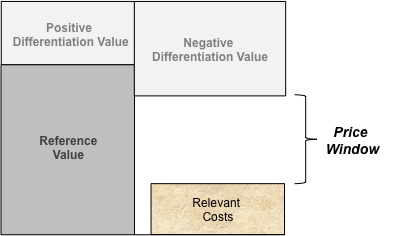 Positive
Differentiation Value
Negative
Differentiation Value
Reference
Value
Price
Window
Relevant
Costs